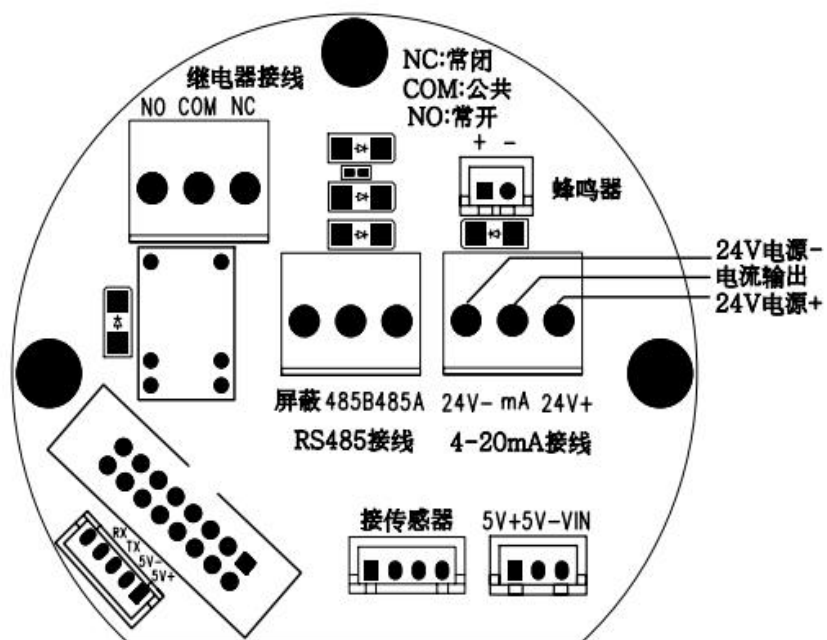 继电器接线
NO COM NC
NC:常闭
COM:公共
NO:常开
+ -
蜂鸣器
24V电源-
电流输出
24V电源+
屏蔽 485B485A
24V- mA 24V+
RS485接线
4-20mA接线
接传感器
5V+5V-VIN
RX
TX
5V-
5V+